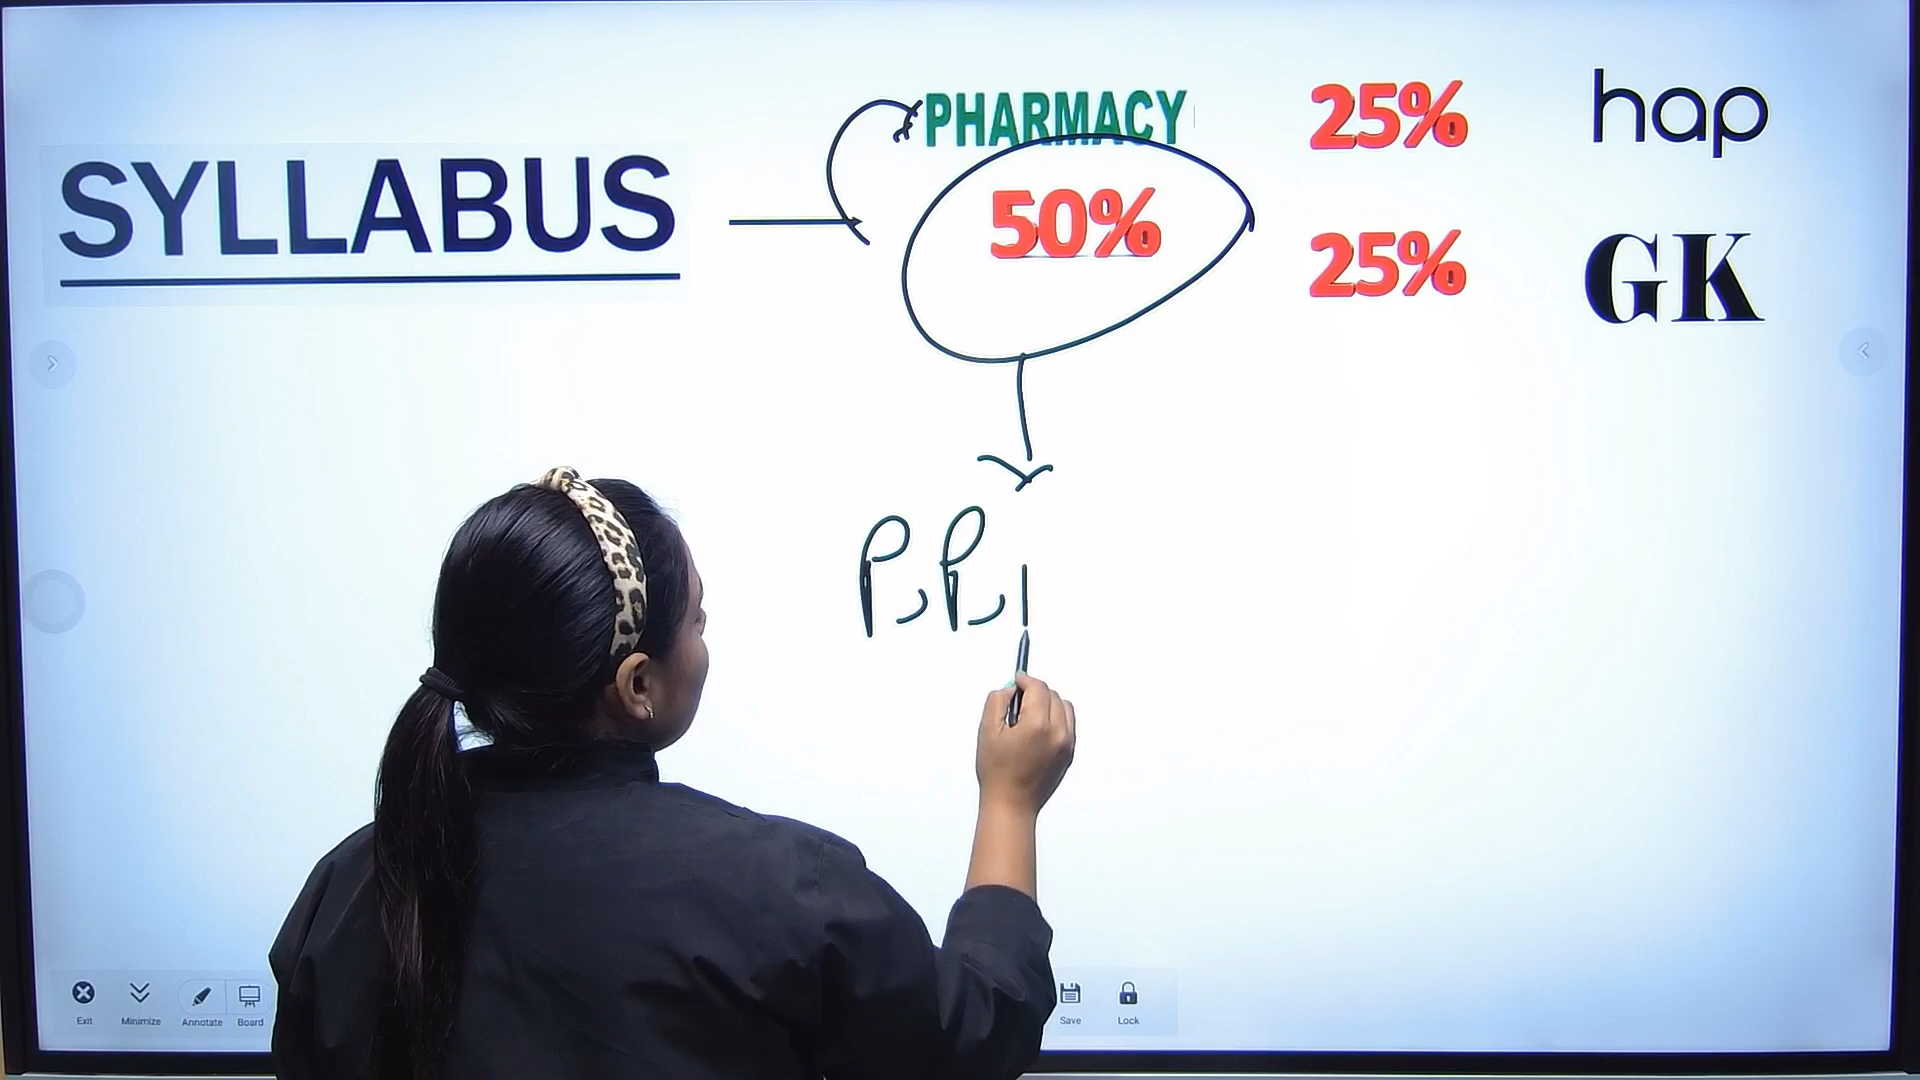 SYLLABUS
PHARMACY 25% hap
50%
25% GK
P, P,
Exit Minimize Annotate Board Save Lock